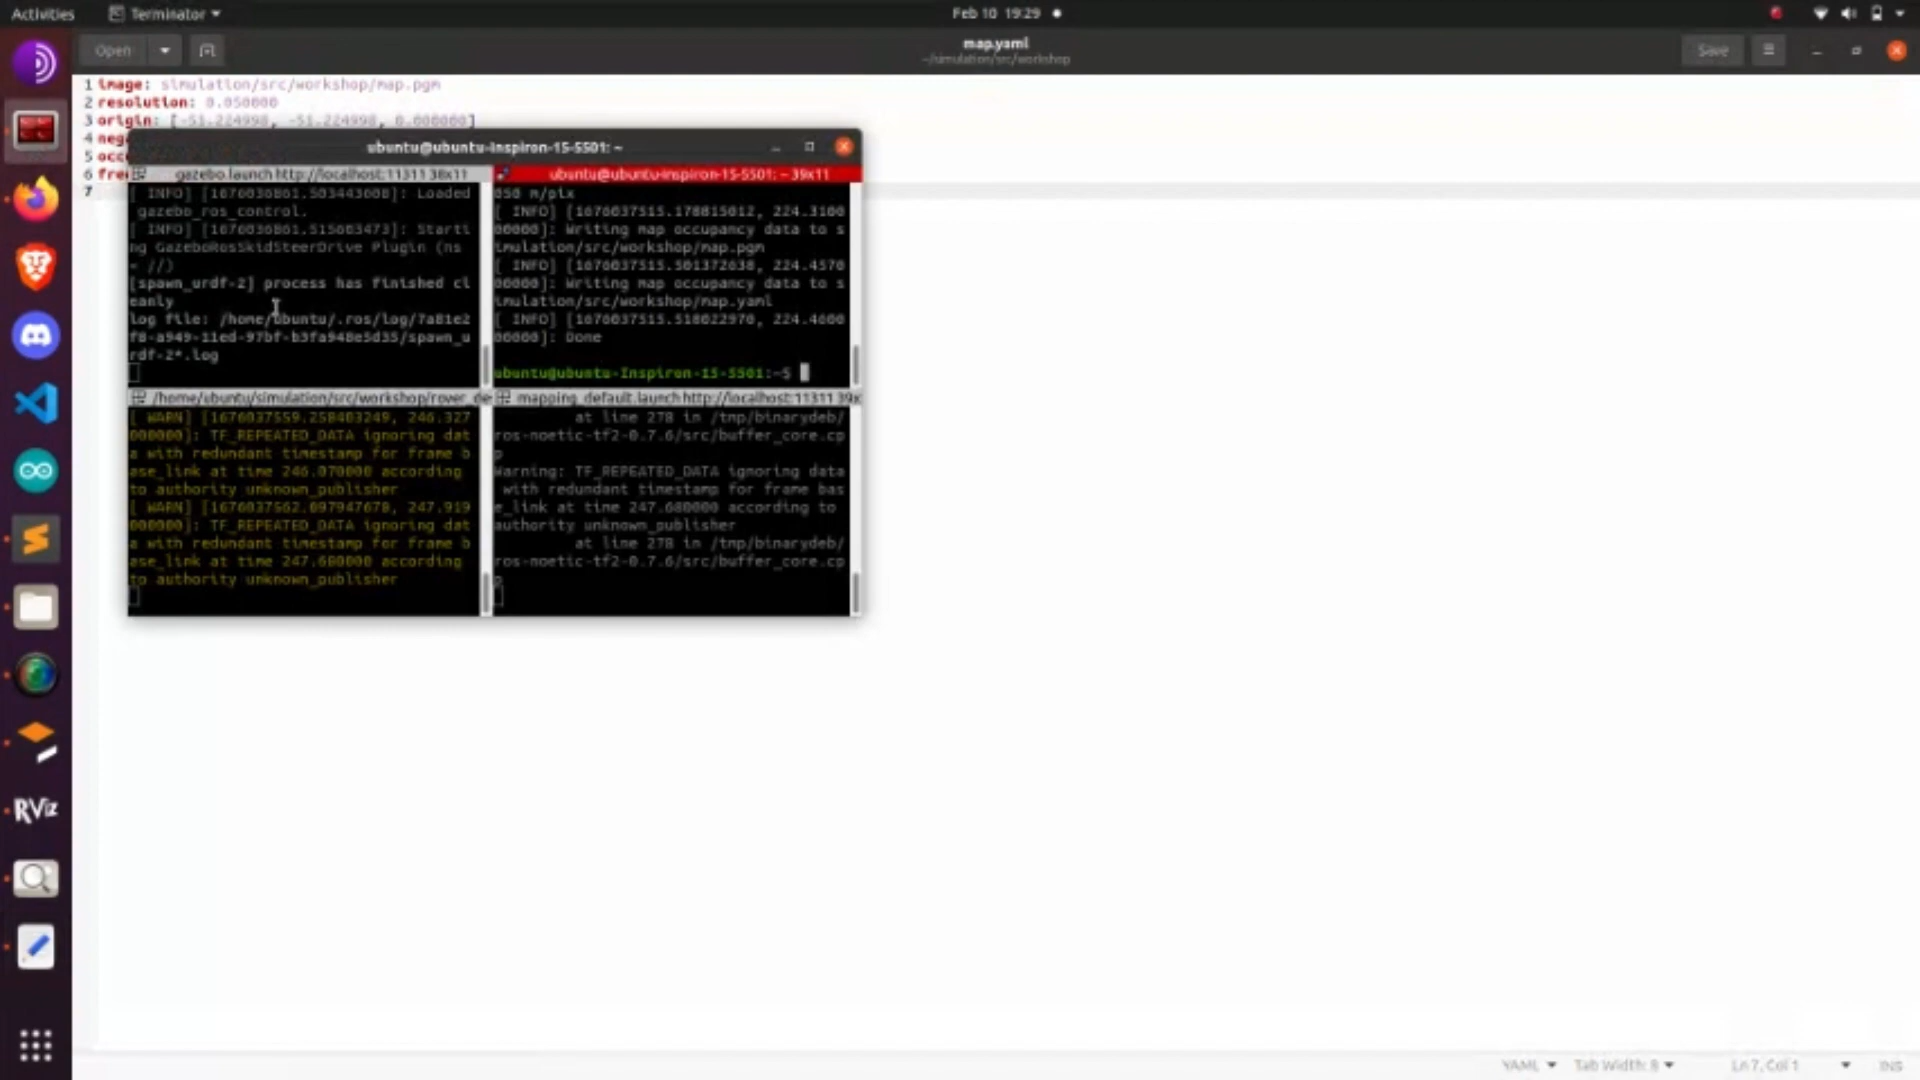 Activities
Terminator
Feb 10 19:29
Open
map.yaml
~/simulation/src/workshop
Save
1 image: simulation/src/workshop/map.pgm
2 resolution: 0.050000
3 origin: [-51.224998, -51.224998, 0.000000]
4 neg
5 occ
6 fre
7
ubuntu@ubuntu-Inspiron-15-5501: ~
gazebo.launch http://localhost:11311 38x11
[ INFO] [1676036861.503443608]: Loaded
gazebo_ros_control.
[ INFO] [1676036861.515603473]: Starti
ng GazeboRosSkidSteerDrive Plugin (ns
= //)
[spawn_urdf-2] process has finished cl
eanly
log file: /home/ubuntu/.ros/log/7a81e2
f8-a949-11ed-97bf-b3fa948e5d35/spawn_u
rdf-2*.log
ubuntu@ubuntu-Inspiron-15-5501: ~ 39x11
050 m/pix
[ INFO] [1676037515.178815012, 224.3100
00000]: Writing map occupancy data to s
imulation/src/workshop/map.pgm
[ INFO] [1676037515.501372638, 224.4570
00000]: Writing map occupancy data to s
imulation/src/workshop/map.yaml
[ INFO] [1676037515.518022970, 224.4600
00000]: Done
ubuntu@ubuntu-Inspiron-15-5501:~$
/home/ubuntu/simulation/src/workshop/rover_de
[ WARN] [1676037559.258403249, 246.327
000000]: TF_REPEATED_DATA ignoring dat
a with redundant timestamp for frame b
ase_link at time 246.070000 according
to authority unknown_publisher
[ WARN] [1676037562.097947678, 247.919
000000]: TF_REPEATED_DATA ignoring dat
a with redundant timestamp for frame b
ase_link at time 247.680000 according
to authority unknown_publisher
mapping_default.launch http://localhost:11311 39x
at line 278 in /tmp/binarydeb/
ros-noetic-tf2-0.7.6/src/buffer_core.cp
p
Warning: TF_REPEATED_DATA ignoring data
with redundant timestamp for frame bas
e_link at time 247.680000 according to
authority unknown_publisher
at line 278 in /tmp/binarydeb/
ros-noetic-tf2-0.7.6/src/buffer_core.cp
p
RViz
YAML
Tab Width: 8
Ln 7, Col 1
INS